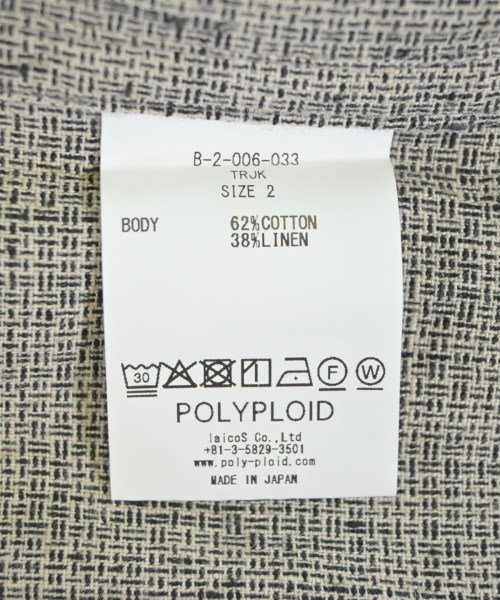 B-2-006-033
TRJK
SIZE 2
BODY 62%COTTON
38%LINEN
30 F W
POLYPLOID
laicoS Co.,Ltd
+81-3-5829-3501
www.poly-ploid.com
MADE IN JAPAN